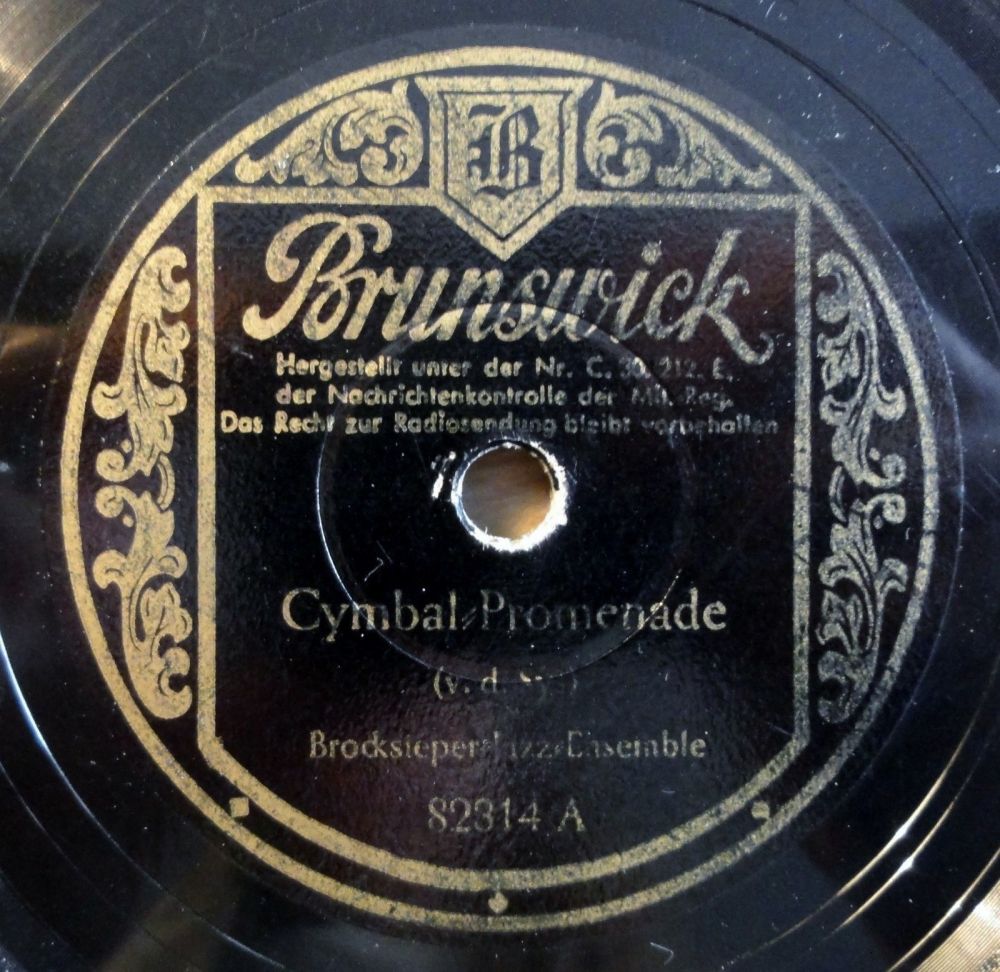 B
Brunswick
Hergestellt unter der Nr. C. 30. 212. E.
der Nachrichtenkontrolle der Mil. Reg.
Das Recht zur Radiosendung bleibt vorbehalten
Cymbal-Promenade
(v. d.
Brocksieper-Jazz-Ensemble
82314 A